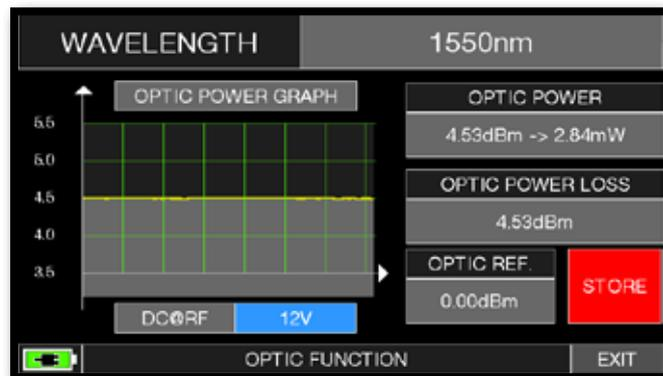 WAVELENGTH 1550nm
OPTIC POWER GRAPH
5.5
5.0
4.5
4.0
3.5
OPTIC POWER
4.53dBm -> 2.84mW
OPTIC POWER LOSS
4.53dBm
OPTIC REF.
0.00dBm
STORE
DC@RF 12V
OPTIC FUNCTION EXIT